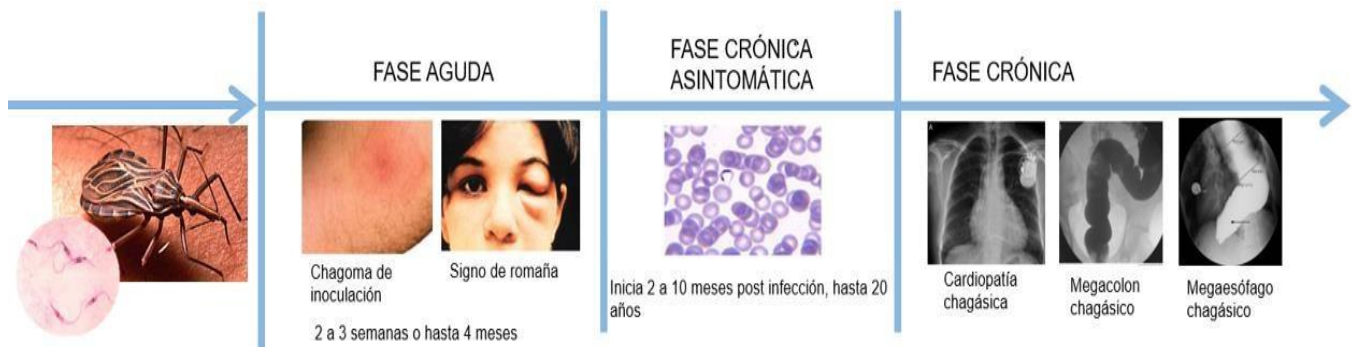 FASE AGUDA
Chagoma de
inoculación
Signo de romaña
2 a 3 semanas o hasta 4 meses
FASE CRÓNICA
ASINTOMÁTICA
Inicia 2 a 10 meses post infección, hasta 20
años
FASE CRÓNICA
A
Cardiopatía
chagásica
Megacolon
chagásico
Megaesófago
chagásico